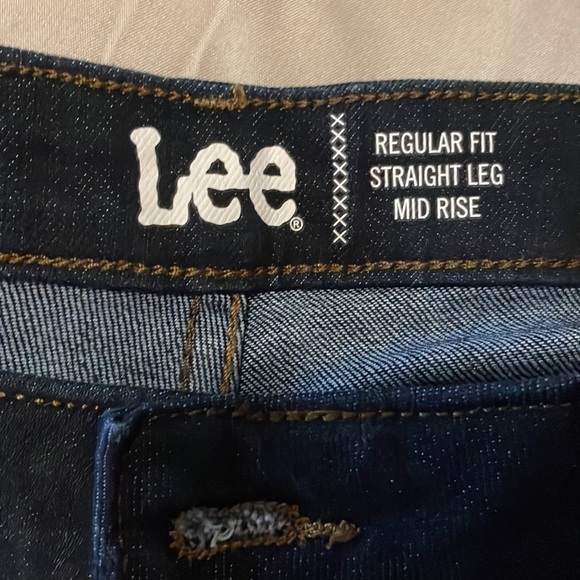 Lee®
REGULAR FIT
STRAIGHT LEG
MID RISE